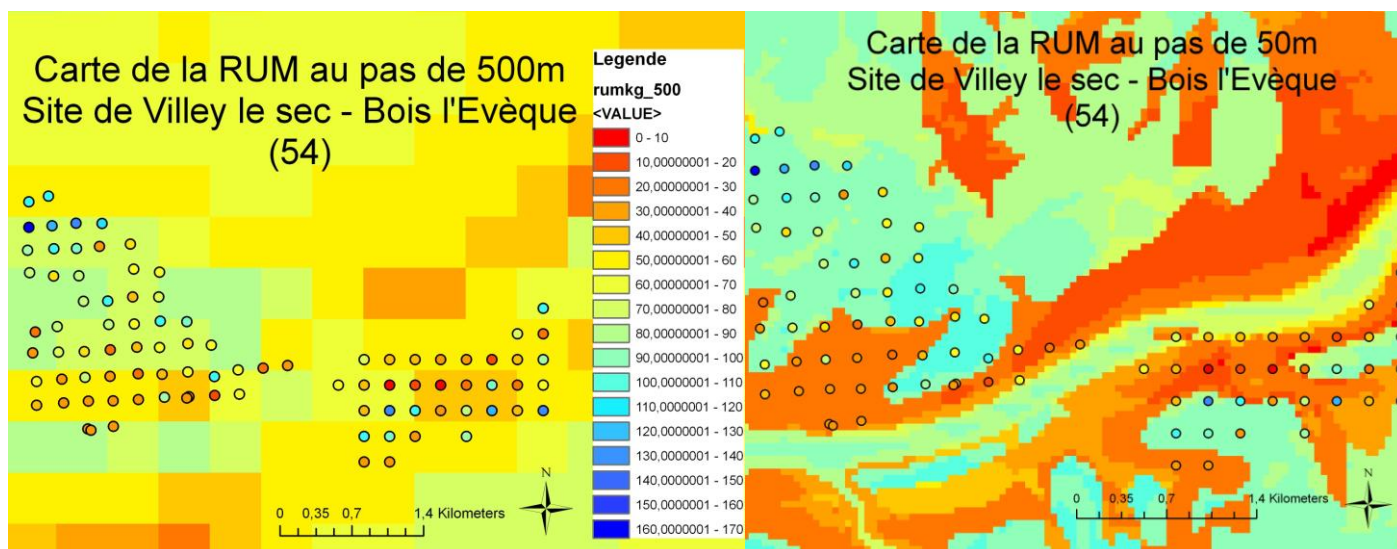 Carte de la RUM au pas de 500m
Site de Villey le sec - Bois l'Evèque
(54)
Legende
rumkg_500
<VALUE>
0 - 10
10,00000001 - 20
20,00000001 - 30
30,00000001 - 40
40,00000001 - 50
50,00000001 - 60
60,00000001 - 70
70,00000001 - 80
80,00000001 - 90
90,00000001 - 100
100,0000001 - 110
110,0000001 - 120
120,0000001 - 130
130,0000001 - 140
140,0000001 - 150
150,0000001 - 160
160,0000001 - 170
N
0 0,35 0,7 1,4 Kilometers
Carte de la RUM au pas de 50m
Site de Villey le sec - Bois l'Evèque
(54)
N
0 0,35 0,7 1,4 Kilometers